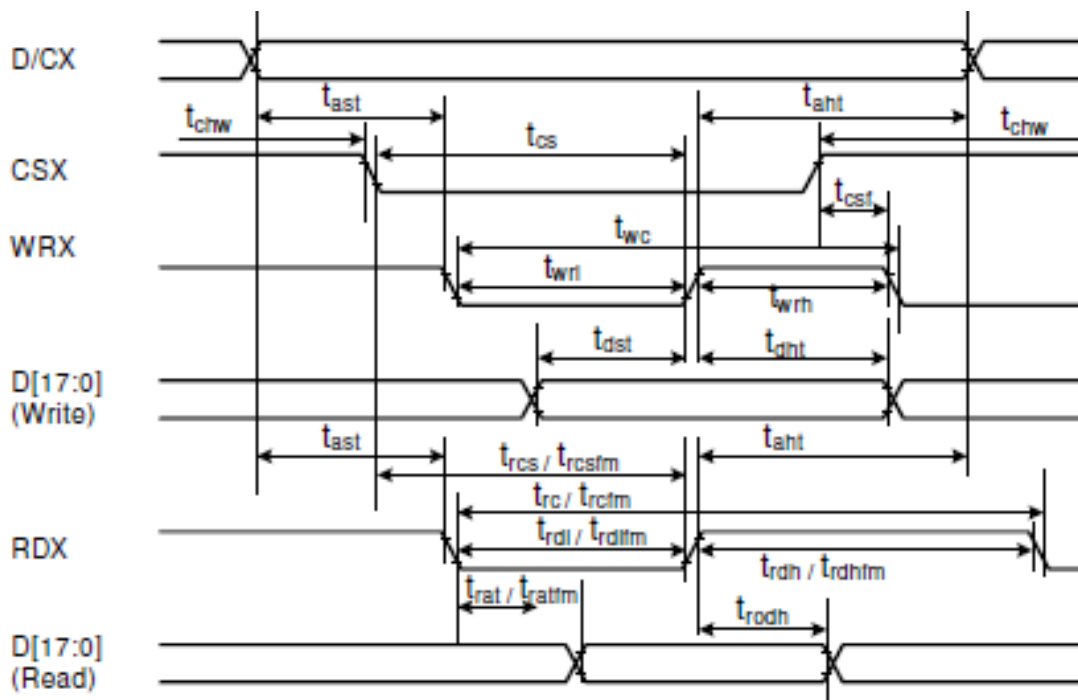 D/CX
t_ast t_aht
t_chw t_chw
t_cs
CSX
t_csf
WRX t_wc
t_wrl
t_wrh
t_dst t_dht
D[17:0]
(Write)
t_ast t_aht
t_rcs / t_rcsfm
t_rc / t_rcfm
RDX t_rdl / t_rdlfm
t_rdh / t_rdhfm
t_rat / t_ratfm
t_rodh
D[17:0]
(Read)